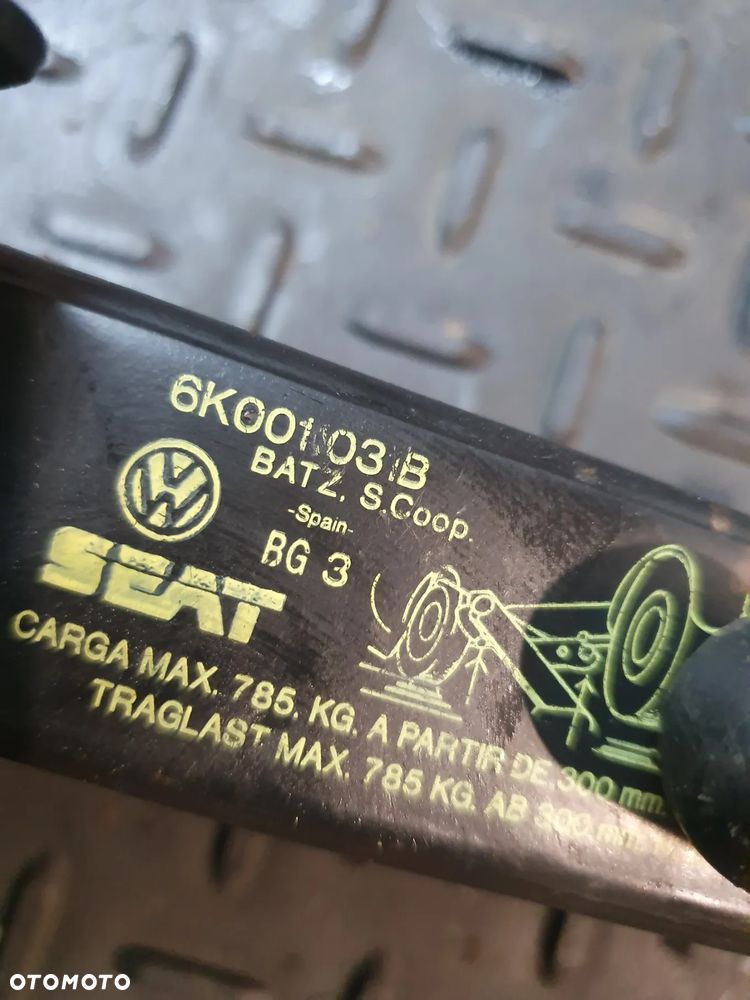 6K001031B
BATZ. S.Coop.
-Spain-
BG 3
SEAT
CARGA MAX. 785. KG. A PARTIR DE 300 mm.
TRAGLAST MAX. 785 KG. AB 300 mm.
OTOMOTO